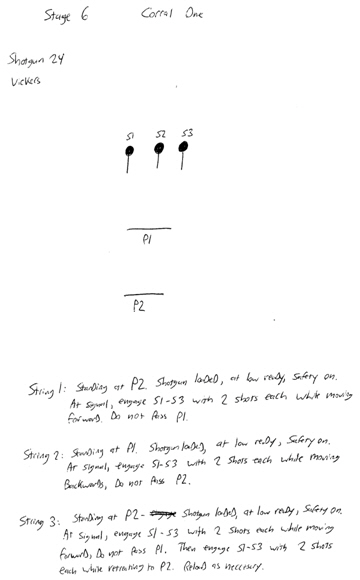 Stage 6 Corral One
Shotgun 24
Vickers
S1 S2 S3
P1
P2
String 1: Standing at P2. Shotgun loaded, at low ready, Safety on.
At signal, engage S1-S3 with 2 shots each while moving
forward. Do not pass P1.
String 2: Standing at P1. Shotgun loaded, at low ready, Safety on.
At signal, engage S1-S3 with 2 shots each while moving
Backwards, Do not pass P2.
String 3: Standing at P2- Shotgun loaded, at low ready, Safety on.
At signal, engage S1-S3 with 2 shots each while moving
forward, Do not pass P1. Then engage S1-S3 with 2 shots
each while retreating to P2. Reload as necessary.